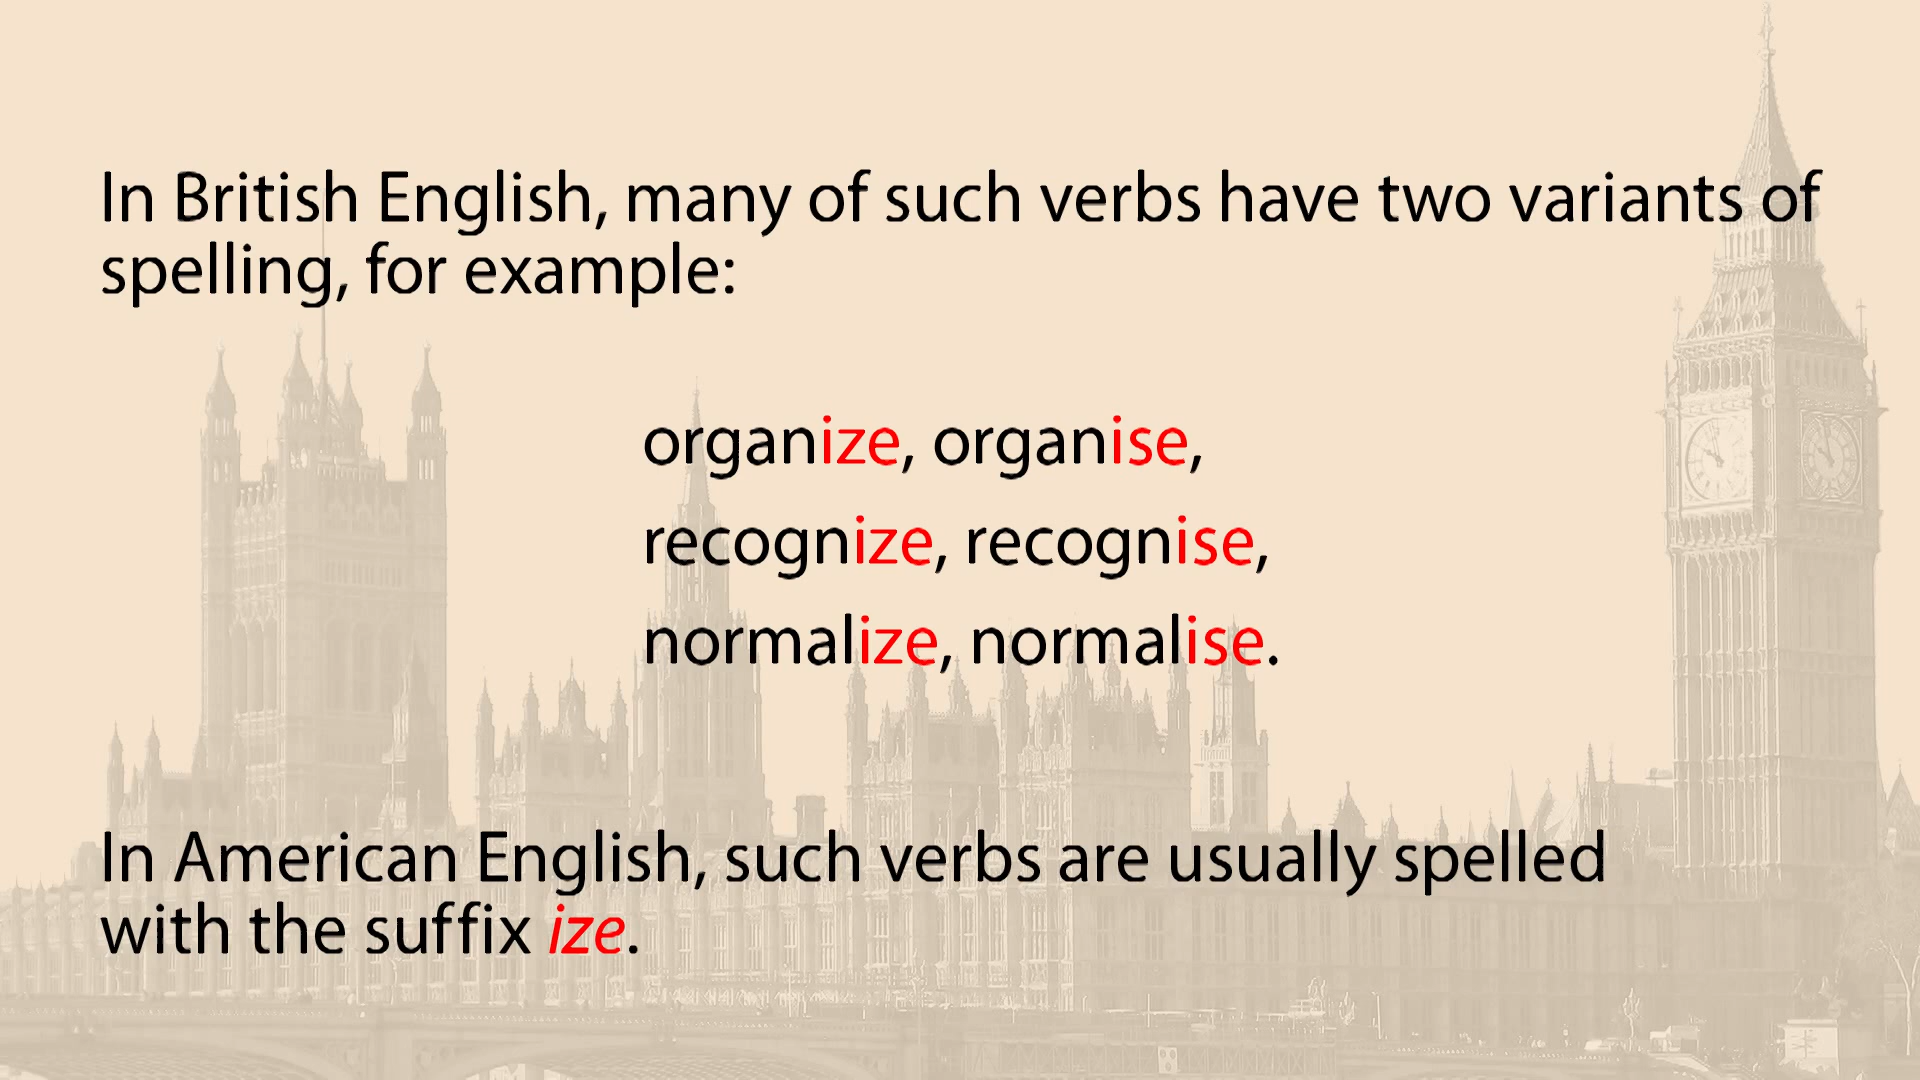 In British English, many of such verbs have two variants of
spelling, for example:
organize, organise,
recognize, recognise,
normalize, normalise.
In American English, such verbs are usually spelled
with the suffix ize.